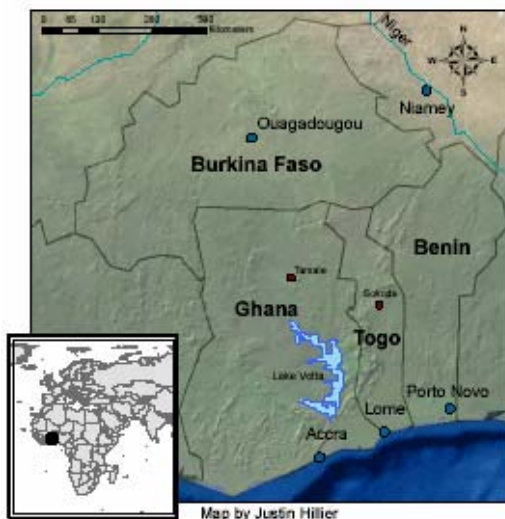 0 65 130 260 390
Kilometers
Niger
N
W E
S
Niamey
Ouagadougou
Burkina Faso
Benin
Tamale
Sokode
Ghana
Togo
Lake Volta
Porto Novo
Lome
Accra
Map by Justin Hillier